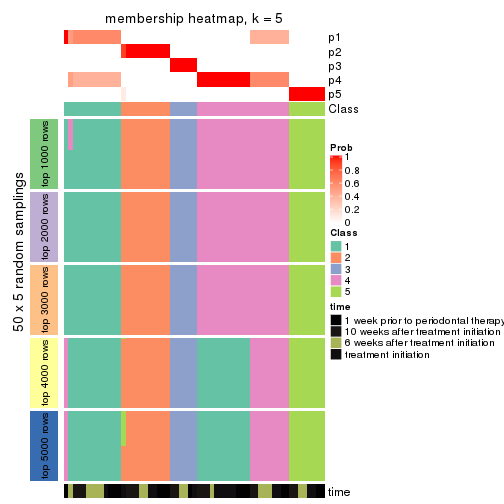 membership heatmap, k = 5
p1
p2
p3
p4
p5
Class
50 x 5 random samplings
top 1000 rows
top 2000 rows
top 3000 rows
top 4000 rows
top 5000 rows
time
Prob
1
0.8
0.6
0.4
0.2
0
Class
1
2
3
4
5
time
1 week prior to periodontal therapy
10 weeks after treatment initiation
6 weeks after treatment initiation
treatment initiation